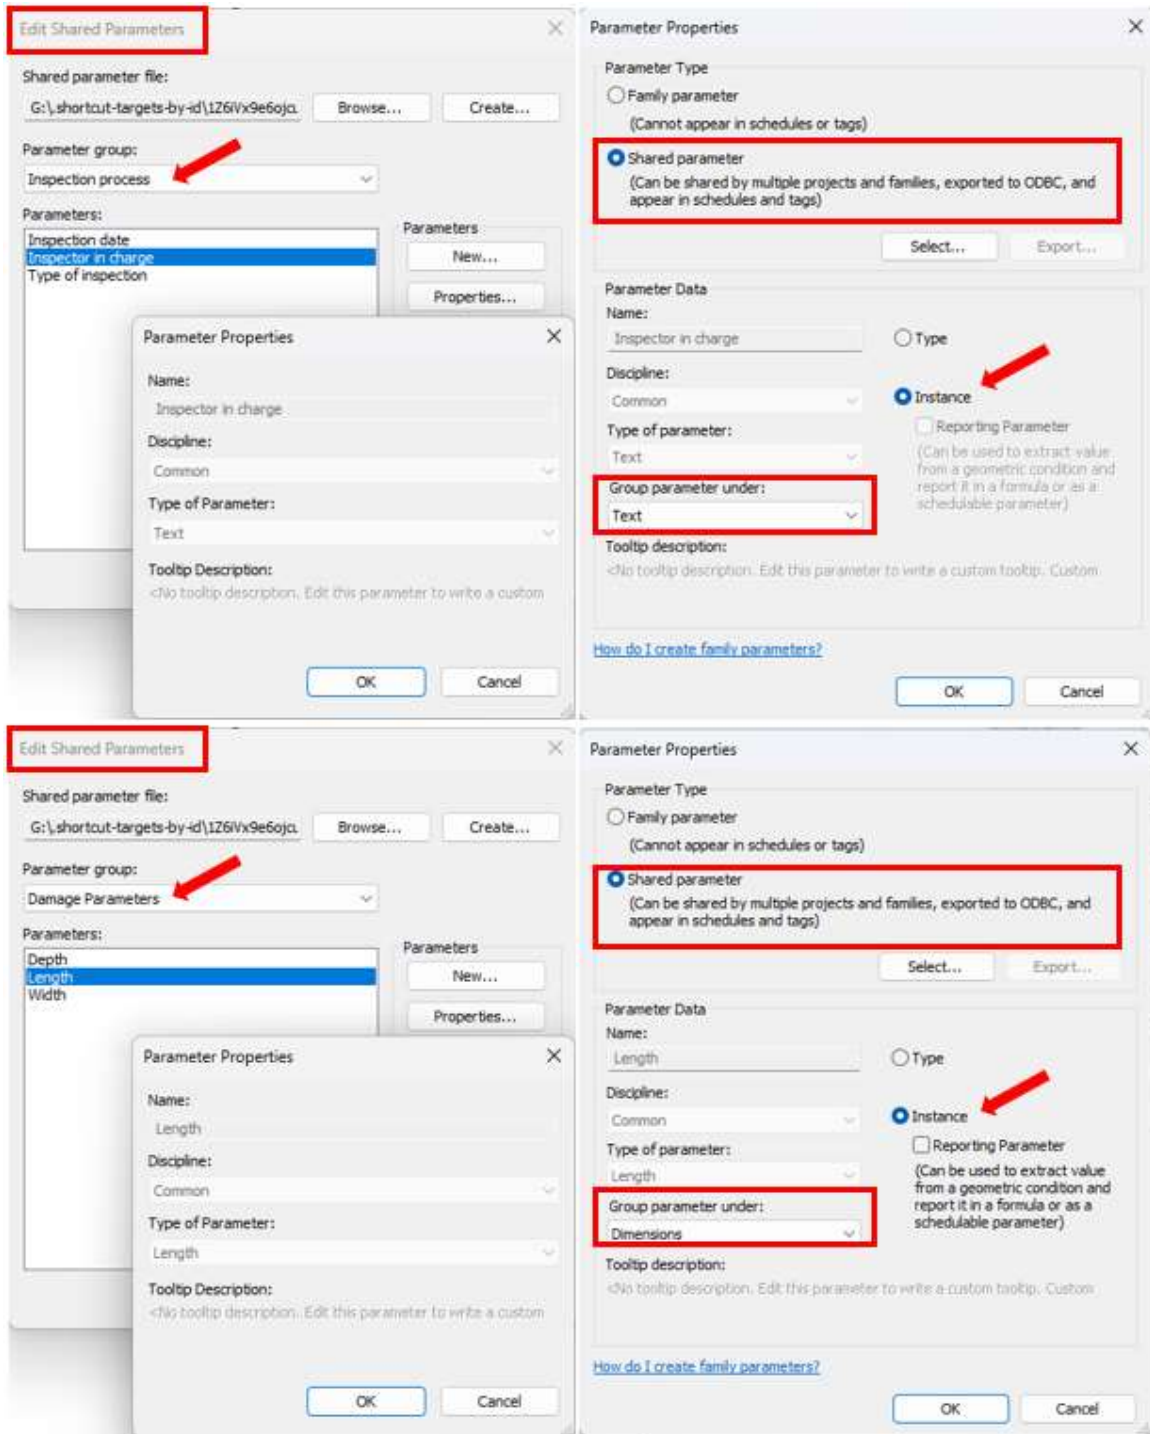 Edit Shared Parameters
Shared parameter file:
Browse...
Create...
Parameter group:
Inspection process
Parameters:
Inspection date
Inspector in charge
Type of inspection
Parameters
New...
Properties...
Parameter Properties
Name:
Inspector in charge
Discipline:
Common
Type of Parameter:
Text
Tooltip Description:
<No tooltip description. Edit this parameter to write a custom
OK
Cancel
Parameter Properties
Parameter Type
Family parameter
(Cannot appear in schedules or tags)
Shared parameter
(Can be shared by multiple projects and families, exported to ODBC, and
appear in schedules and tags)
Select...
Export...
Parameter Data
Name:
Inspector in charge
Type
Discipline:
Common
Instance
Reporting Parameter
(Can be used to extract value
from a geometric condition and
report it in a formula or as a
schedulable parameter)
Type of parameter:
Text
Group parameter under:
Text
Tooltip description:
<No tooltip description. Edit this parameter to write a custom tooltip. Custom
How do I create family parameters?
OK
Cancel
Edit Shared Parameters
Shared parameter file:
Browse...
Create...
Parameter group:
Damage Parameters
Parameters:
Depth
Length
Width
Parameters
New...
Properties...
Parameter Properties
Name:
Length
Discipline:
Common
Type of Parameter:
Length
Tooltip Description:
<No tooltip description. Edit this parameter to write a custom
OK
Cancel
Parameter Properties
Parameter Type
Family parameter
(Cannot appear in schedules or tags)
Shared parameter
(Can be shared by multiple projects and families, exported to ODBC, and
appear in schedules and tags)
Select...
Export...
Parameter Data
Name:
Length
Type
Discipline:
Common
Instance
Reporting Parameter
(Can be used to extract value
from a geometric condition and
report it in a formula or as a
schedulable parameter)
Type of parameter:
Length
Group parameter under:
Dimensions
Tooltip description:
<No tooltip description. Edit this parameter to write a custom tooltip. Custom
How do I create family parameters?
OK
Cancel